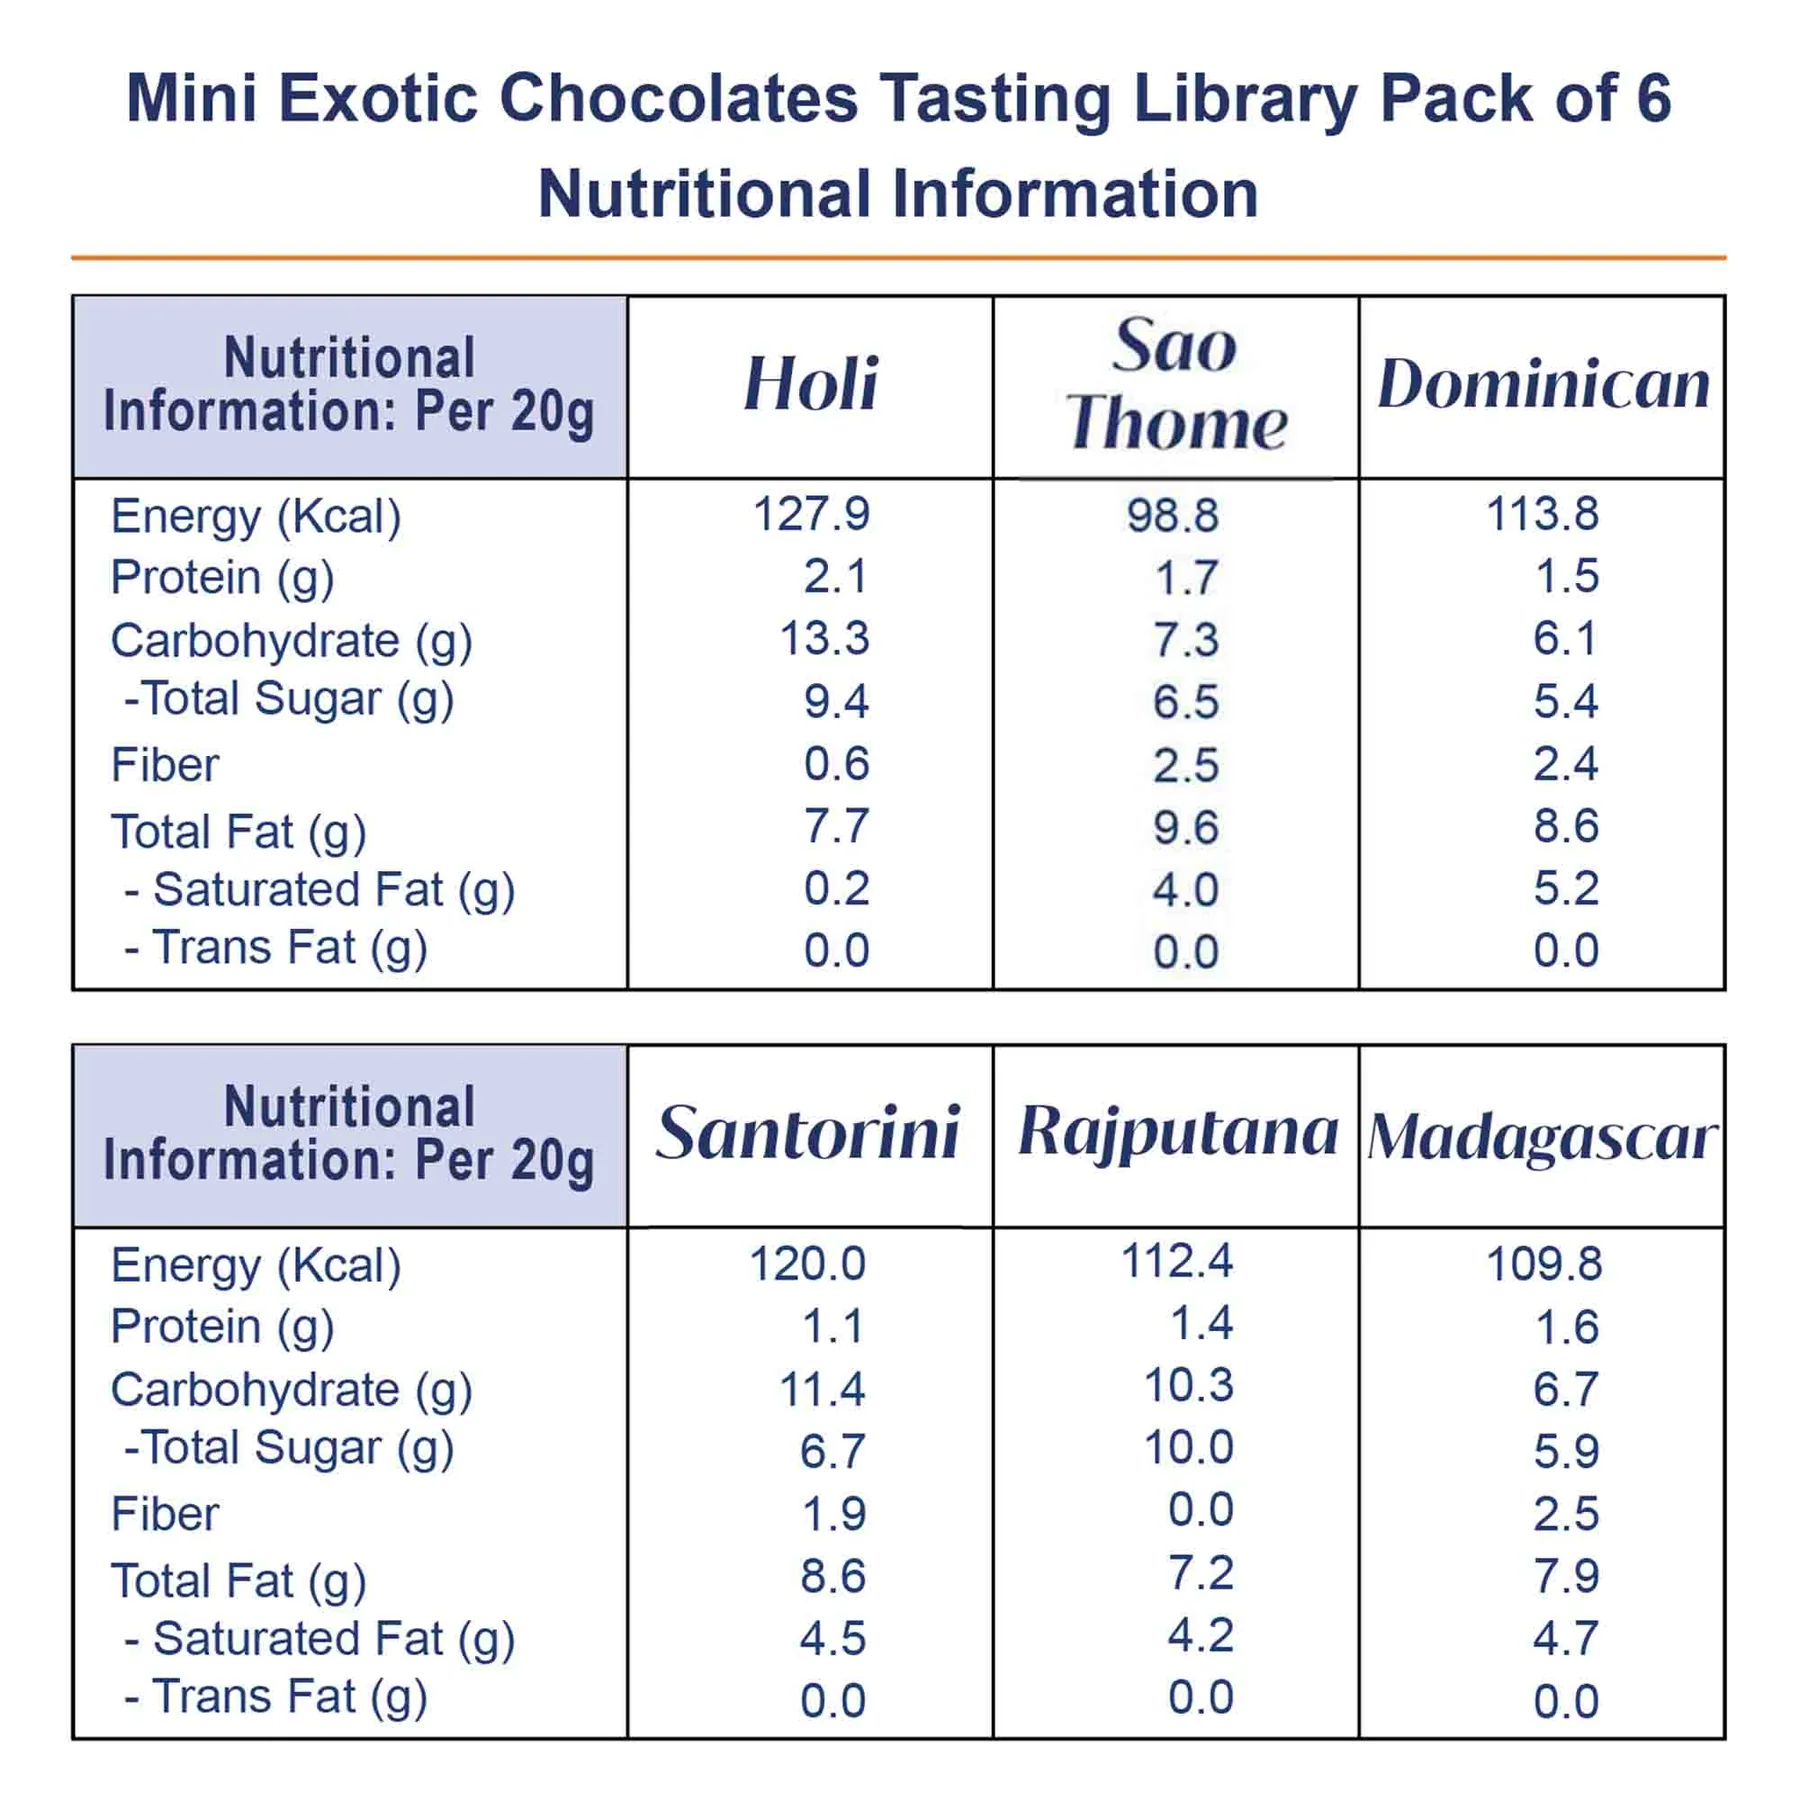 Mini Exotic Chocolates Tasting Library Pack of 6
Nutritional Information
Nutritional Information: Per 20g Holi Sao Thome Dominican
Energy (Kcal) 127.9 98.8 113.8
Protein (g) 2.1 1.7 1.5
Carbohydrate (g) 13.3 7.3 6.1
-Total Sugar (g) 9.4 6.5 5.4
Fiber 0.6 2.5 2.4
Total Fat (g) 7.7 9.6 8.6
- Saturated Fat (g) 0.2 4.0 5.2
- Trans Fat (g) 0.0 0.0 0.0
Nutritional Information: Per 20g Santorini Rajputana Madagascar
Energy (Kcal) 120.0 112.4 109.8
Protein (g) 1.1 1.4 1.6
Carbohydrate (g) 11.4 10.3 6.7
-Total Sugar (g) 6.7 10.0 5.9
Fiber 1.9 0.0 2.5
Total Fat (g) 8.6 7.2 7.9
- Saturated Fat (g) 4.5 4.2 4.7
- Trans Fat (g) 0.0 0.0 0.0